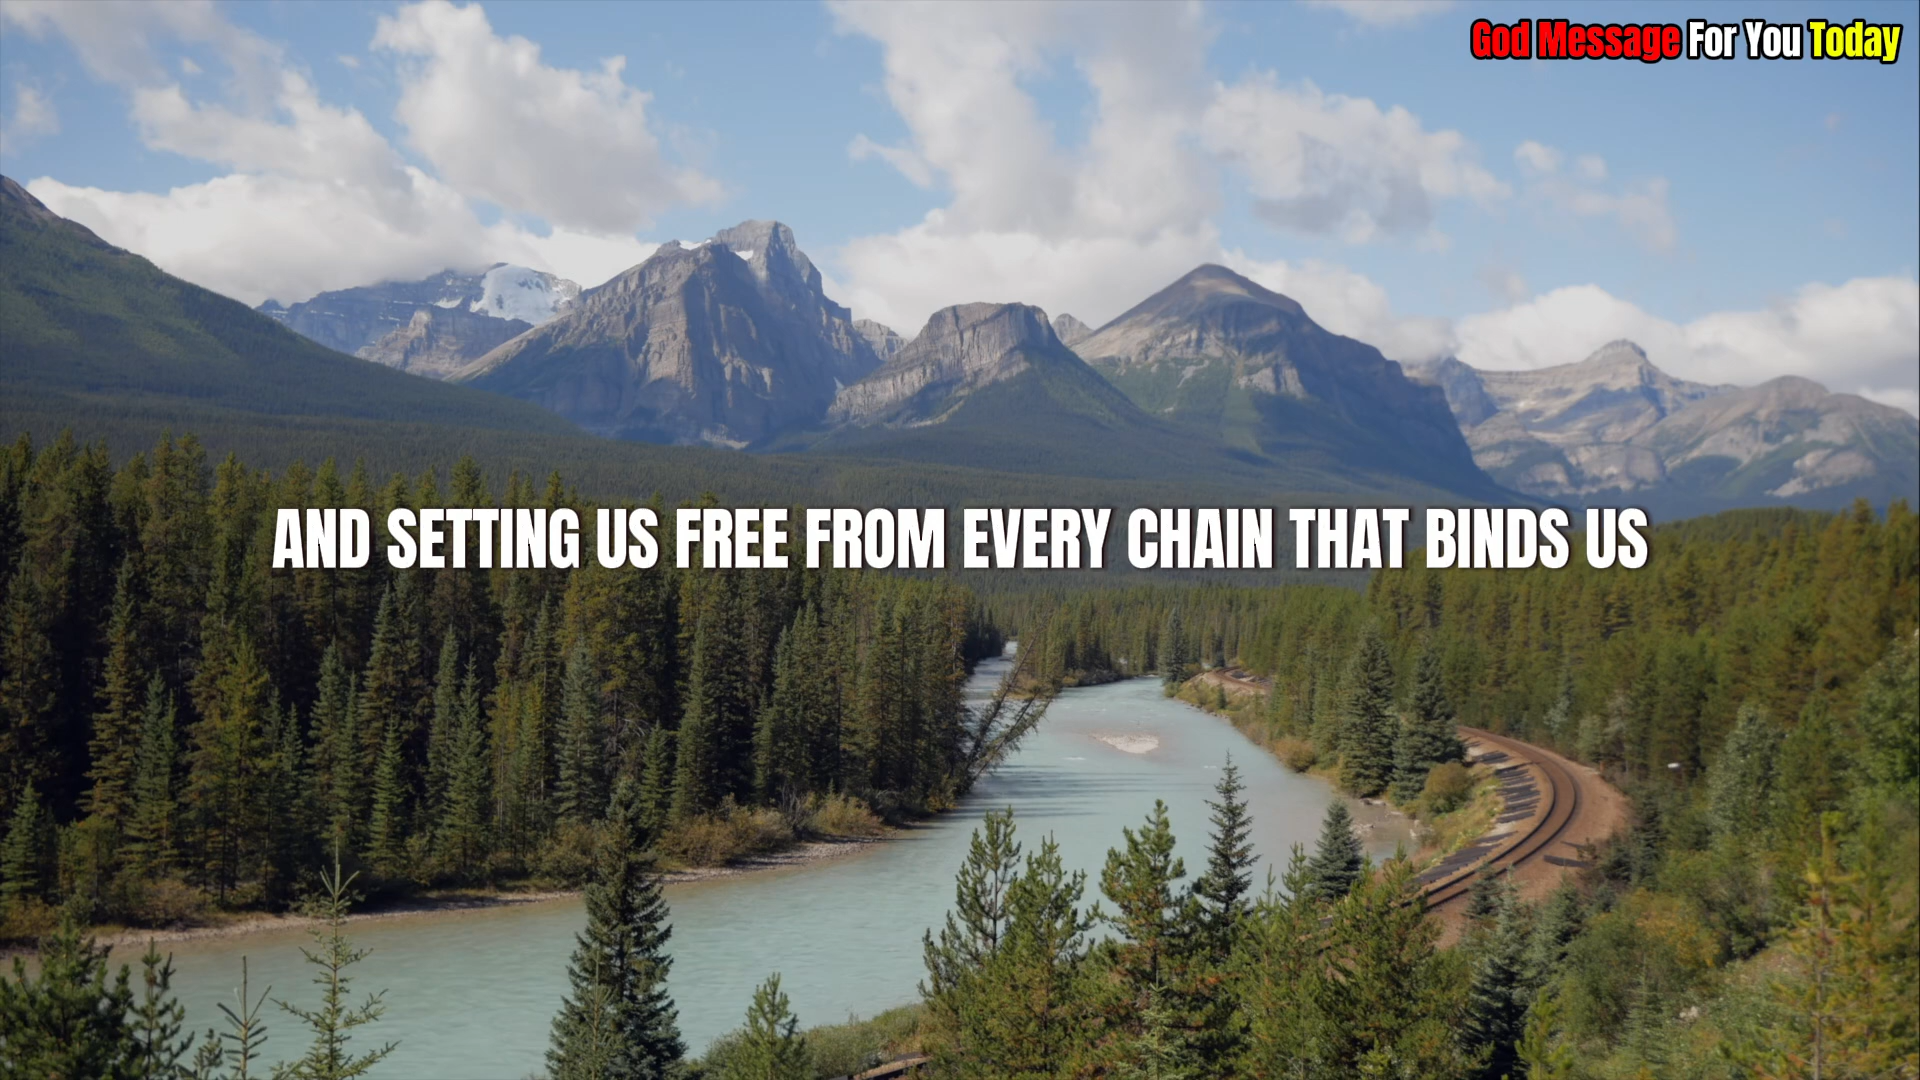 God Message For You Today
AND SETTING US FREE FROM EVERY CHAIN THAT BINDS US